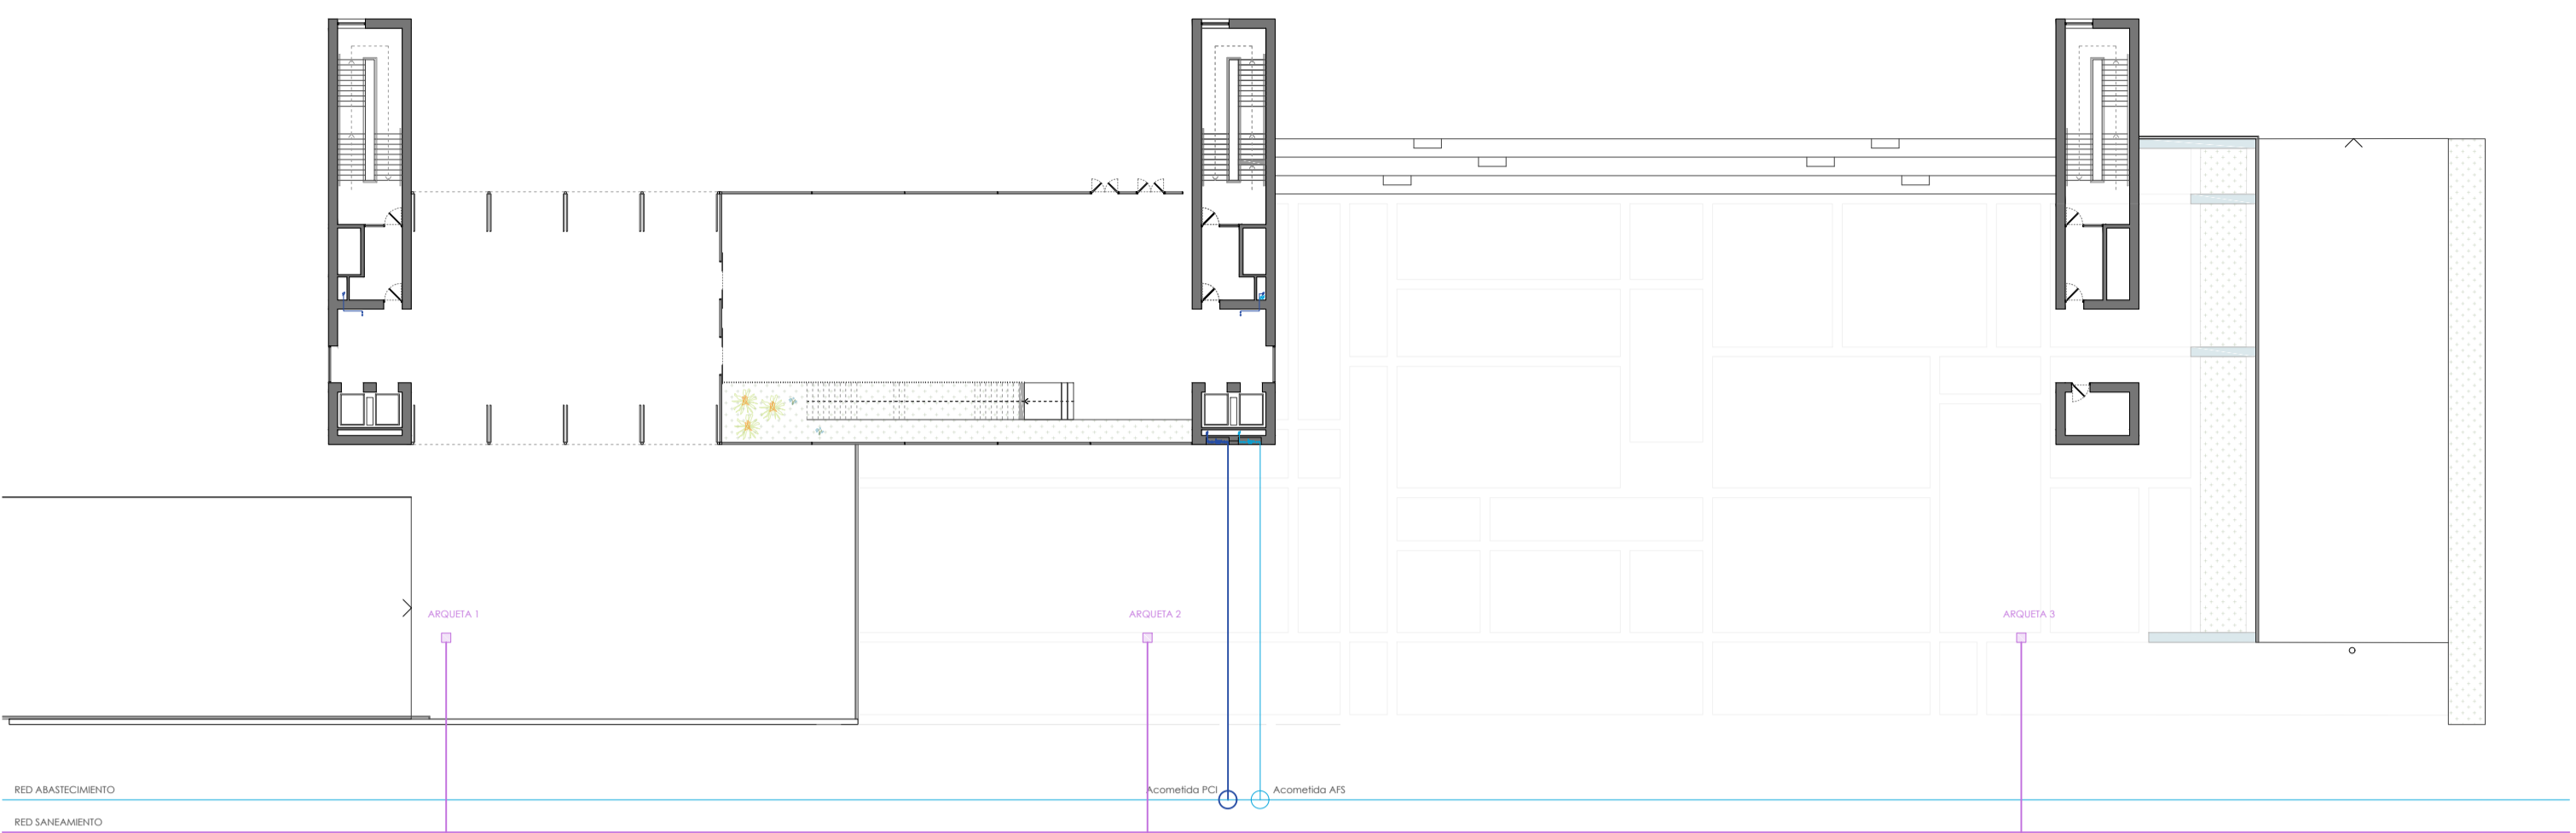 ARQUETA 1
ARQUETA 2
ARQUETA 3
RED ABASTECIMIENTO
Acometida PCI
Acometida AFS
RED SANEAMIENTO